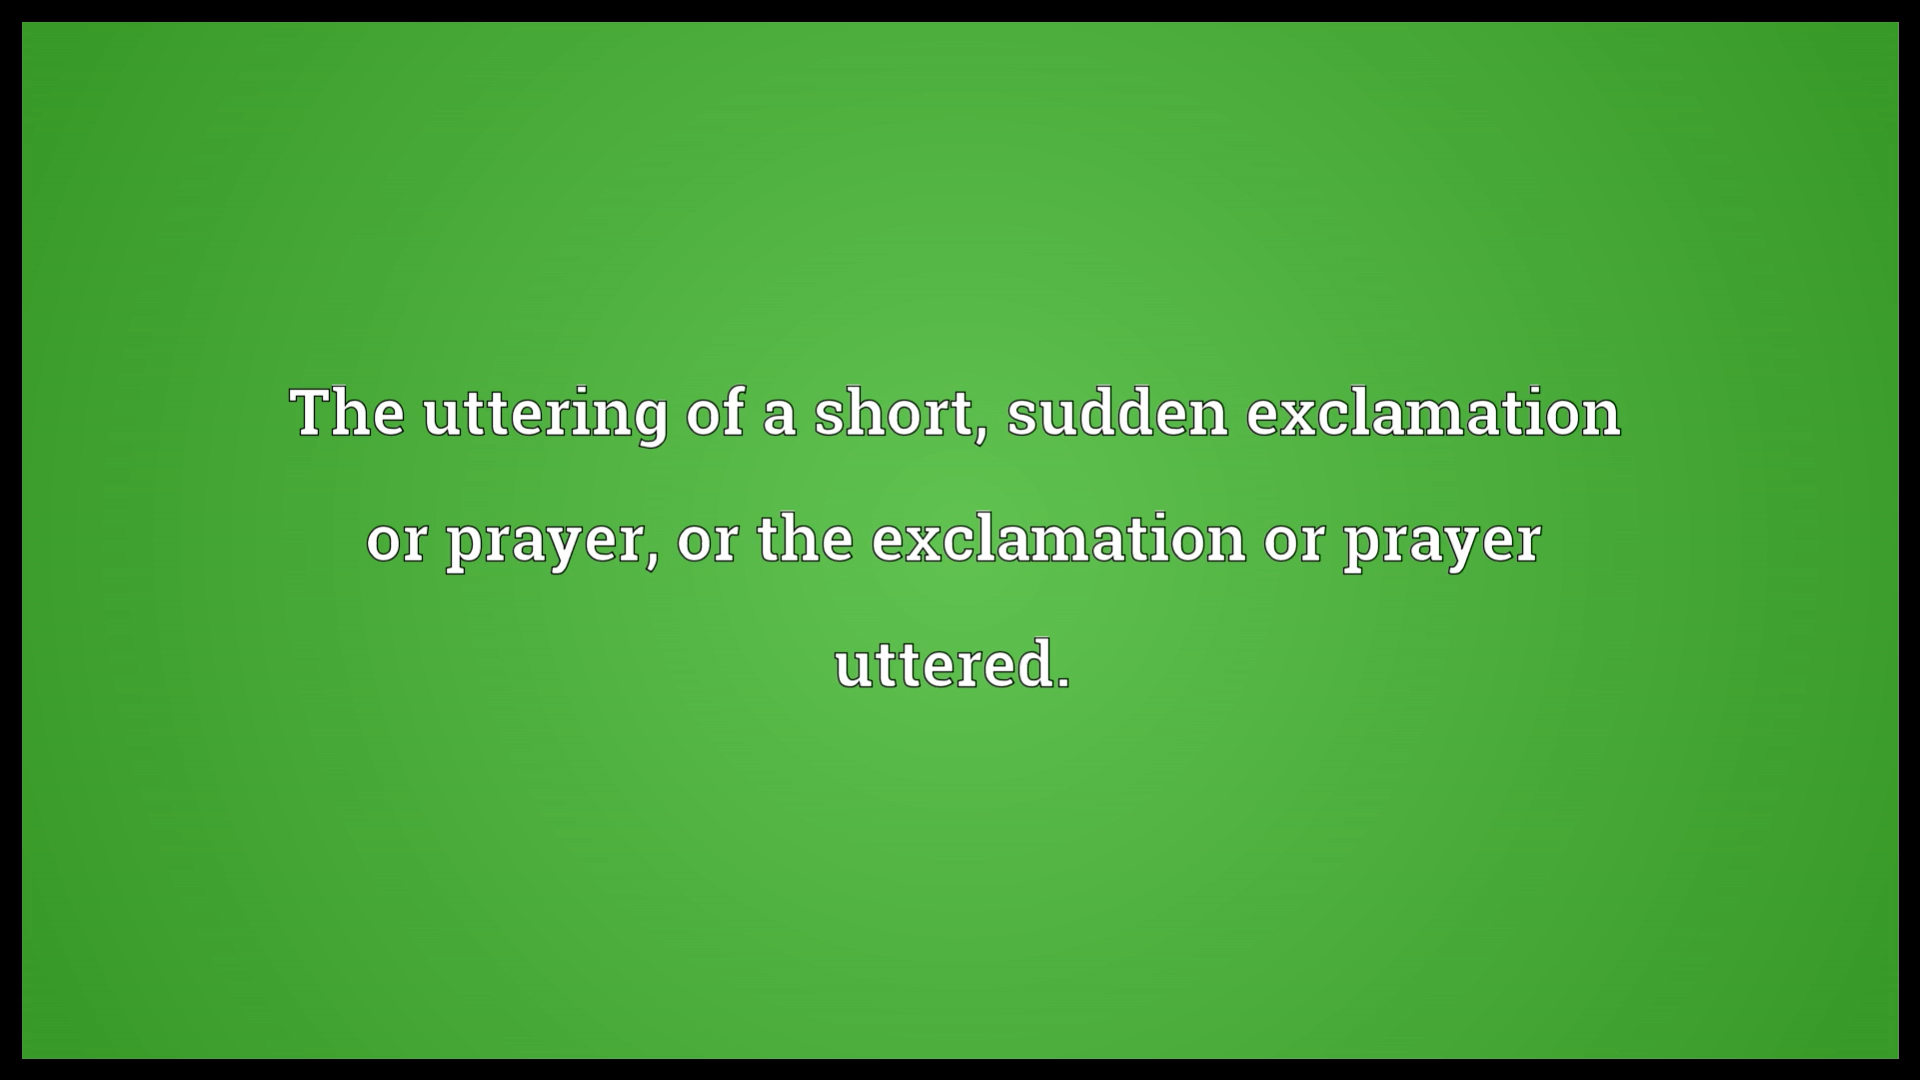 The uttering of a short, sudden exclamation
or prayer, or the exclamation or prayer
uttered.